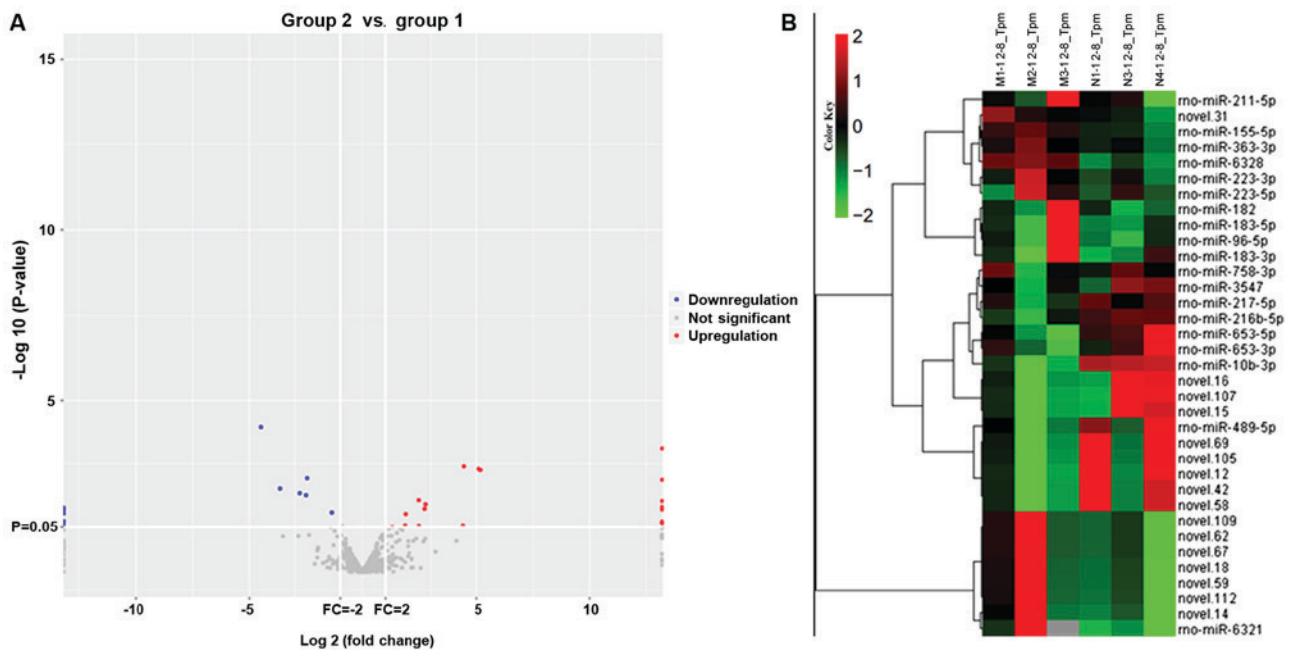 A
Group 2 vs. group 1
15
10
5
P=0.05
-Log 10 (P-value)
-10
-5
FC=-2
FC=2
5
10
Log 2 (fold change)
Downregulation
Not significant
Upregulation
B
2
1
0
−1
−2
Color Key
M1-12-8_Tpm
M2-12-8_Tpm
M3-12-8_Tpm
N1-12-8_Tpm
N3-12-8_Tpm
N4-12-8_Tpm
rno-miR-211-5p
novel.31
rno-miR-155-5p
rno-miR-363-3p
rno-miR-6328
rno-miR-223-3p
rno-miR-223-5p
rno-miR-182
rno-miR-183-5p
rno-miR-96-5p
rno-miR-183-3p
rno-miR-758-3p
rno-miR-3547
rno-miR-217-5p
rno-miR-216b-5p
rno-miR-653-5p
rno-miR-653-3p
rno-miR-10b-3p
novel.16
novel.107
novel.15
rno-miR-489-5p
novel.69
novel.105
novel.12
novel.42
novel.58
novel.109
novel.62
novel.67
novel.18
novel.59
novel.112
novel.14
rno-miR-6321